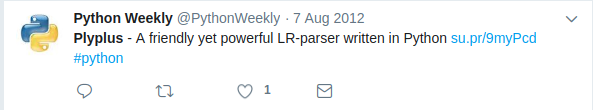 Python Weekly @PythonWeekly · 7 Aug 2012
Plyplus - A friendly yet powerful LR-parser written in Python su.pr/9myPcd
#python
1